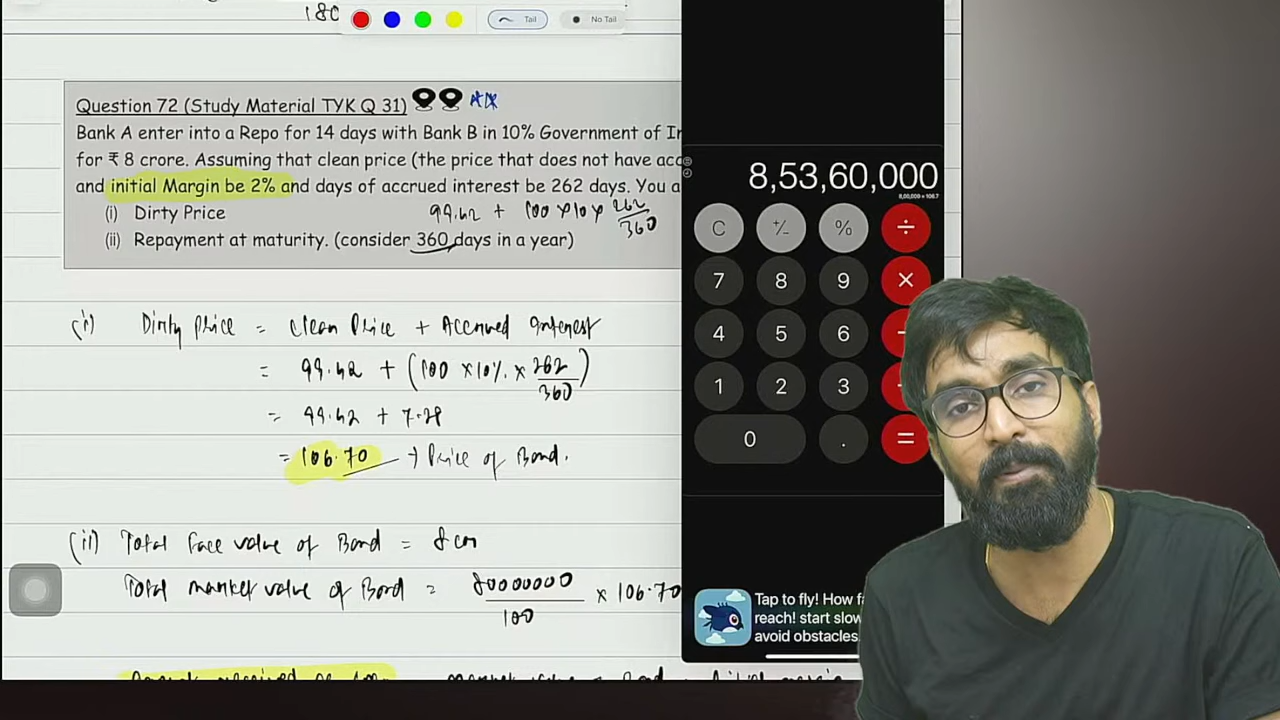 180
Tail
No Tail
Question 72 (Study Material TYK Q 31)
Bank A enter into a Repo for 14 days with Bank B in 10% Government of
for ₹ 8 crore. Assuming that clean price (the price that does not have
and initial Margin be 2% and days of accrued interest be 262 days. You
(i) Dirty Price
99.42 + 100 × 10 × 262/360
(ii) Repayment at maturity. (consider 360 days in a year)
(i) Dirty Price = Clean Price + Accrued Interest
= 99.42 + (100 × 10% × 262/360)
= 99.42 + 7.28
= 106.70 → Price of Bond.
(ii) Total Face value of Bond = 8 cr
Total market value of Bond = 80000000/100 × 106.70
8,53,60,000
C +/- % ÷
7 8 9 ×
4 5 6
1 2 3
0 . =
Tap to fly! How
reach! start
avoid obstacles.